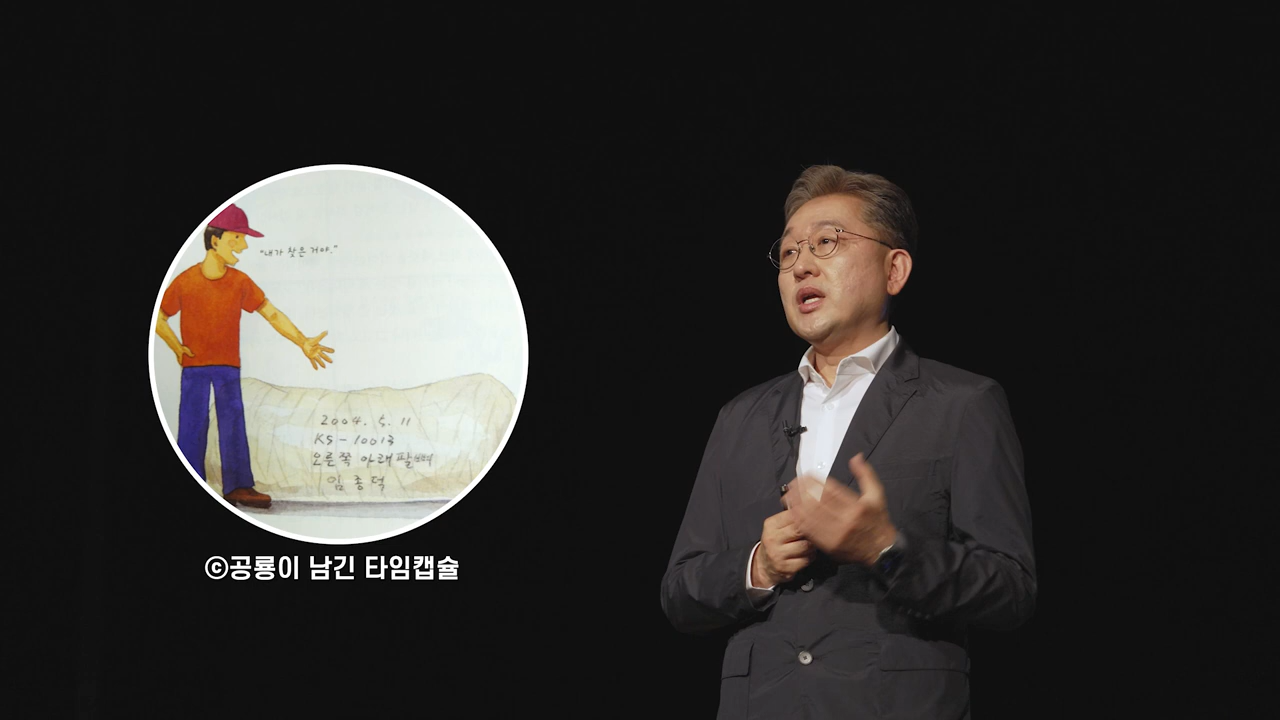 "내가 찾은 거야."
2004. 5. 11
KS-10013
오른쪽 아래팔뼈
임종덕
ⓒ공룡이 남긴 타임캡슐